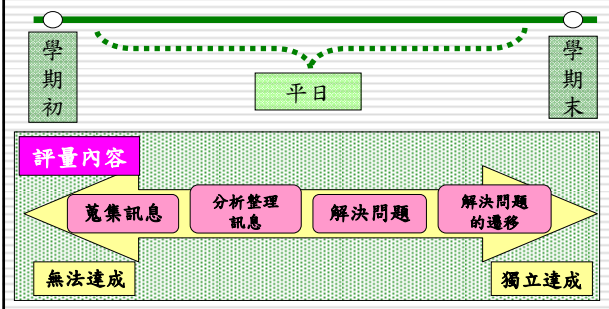 學期初
學期末
平日
評量內容
蒐集訊息
分析整理
訊息
解決問題
解決問題
的遷移
無法達成
獨立達成